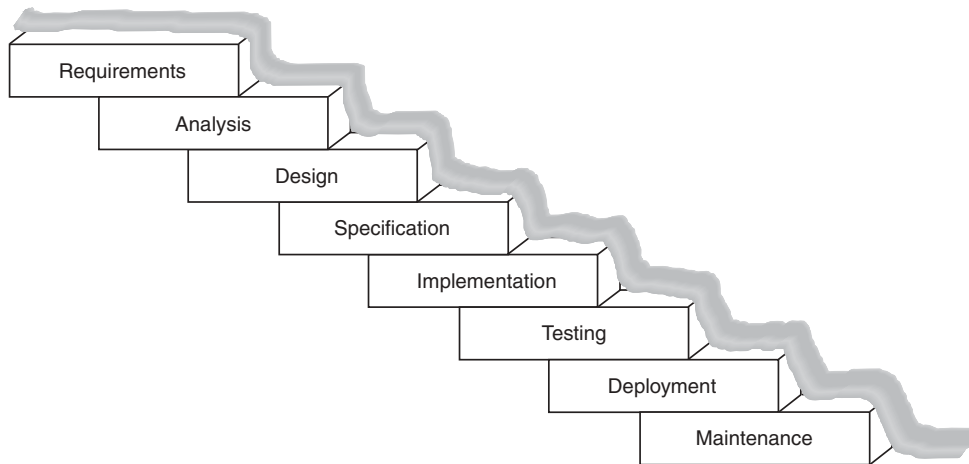 Requirements
Analysis
Design
Specification
Implementation
Testing
Deployment
Maintenance